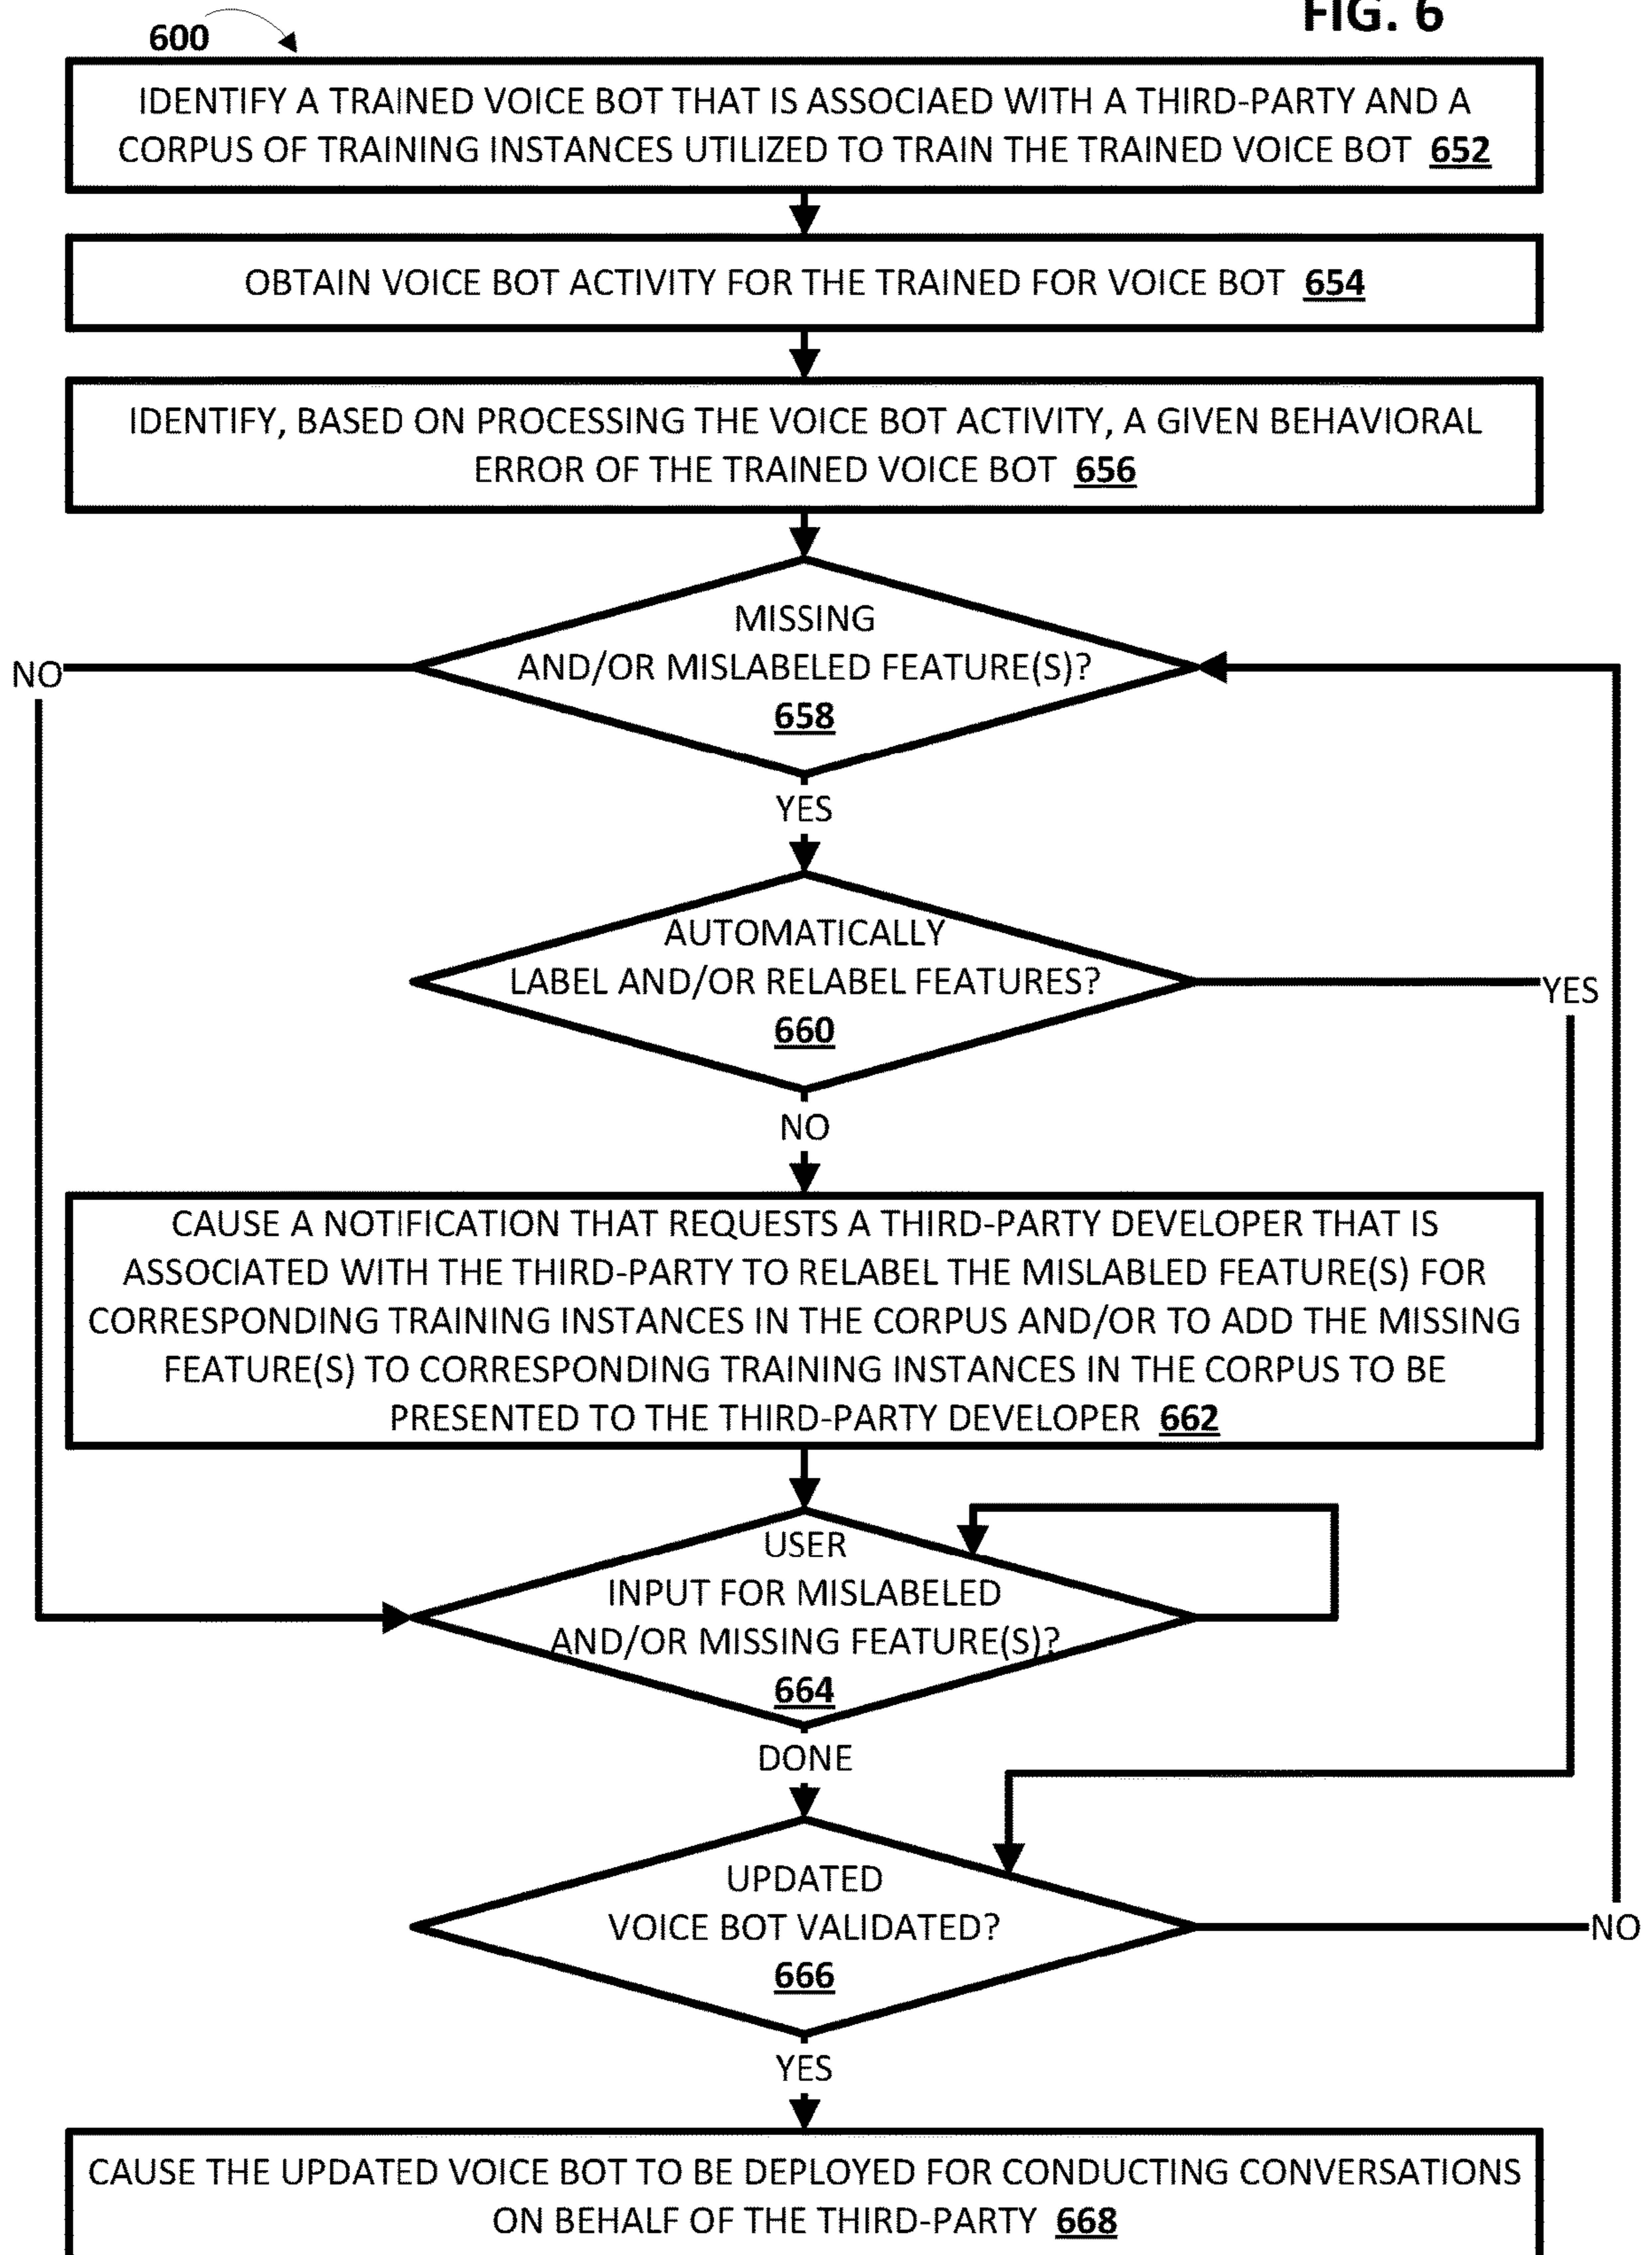 FIG. 6
600
IDENTIFY A TRAINED VOICE BOT THAT IS ASSOCIAED WITH A THIRD-PARTY AND A
CORPUS OF TRAINING INSTANCES UTILIZED TO TRAIN THE TRAINED VOICE BOT 652
OBTAIN VOICE BOT ACTIVITY FOR THE TRAINED FOR VOICE BOT 654
IDENTIFY, BASED ON PROCESSING THE VOICE BOT ACTIVITY, A GIVEN BEHAVIORAL
ERROR OF THE TRAINED VOICE BOT 656
MISSING
AND/OR MISLABELED FEATURE(S)?
658
NO
YES
AUTOMATICALLY
LABEL AND/OR RELABEL FEATURES?
660
YES
NO
CAUSE A NOTIFICATION THAT REQUESTS A THIRD-PARTY DEVELOPER THAT IS
ASSOCIATED WITH THE THIRD-PARTY TO RELABEL THE MISLABLED FEATURE(S) FOR
CORRESPONDING TRAINING INSTANCES IN THE CORPUS AND/OR TO ADD THE MISSING
FEATURE(S) TO CORRESPONDING TRAINING INSTANCES IN THE CORPUS TO BE
PRESENTED TO THE THIRD-PARTY DEVELOPER 662
USER
INPUT FOR MISLABELED
AND/OR MISSING FEATURE(S)?
664
DONE
UPDATED
VOICE BOT VALIDATED?
666
NO
YES
CAUSE THE UPDATED VOICE BOT TO BE DEPLOYED FOR CONDUCTING CONVERSATIONS
ON BEHALF OF THE THIRD-PARTY 668